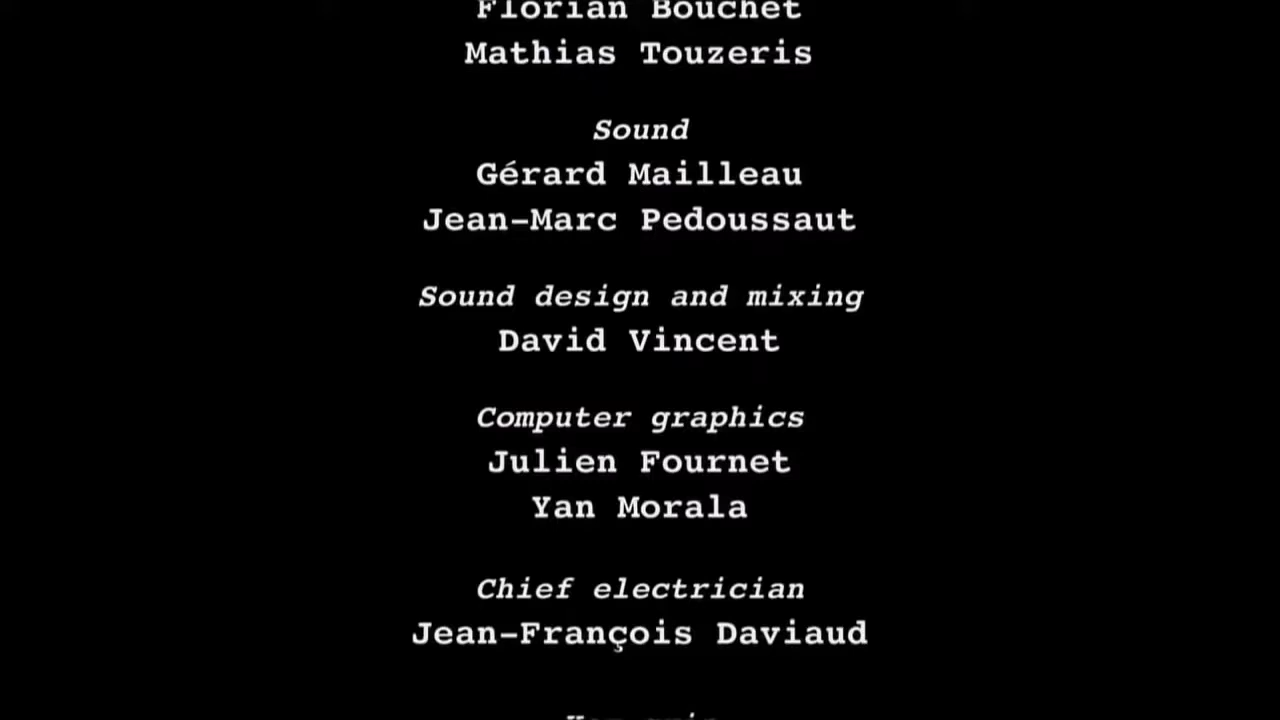 Florian Bouchet
Mathias Touzeris
Sound
Gérard Mailleau
Jean-Marc Pedoussaut
Sound design and mixing
David Vincent
Computer graphics
Julien Fournet
Yan Morala
Chief electrician
Jean-François Daviaud